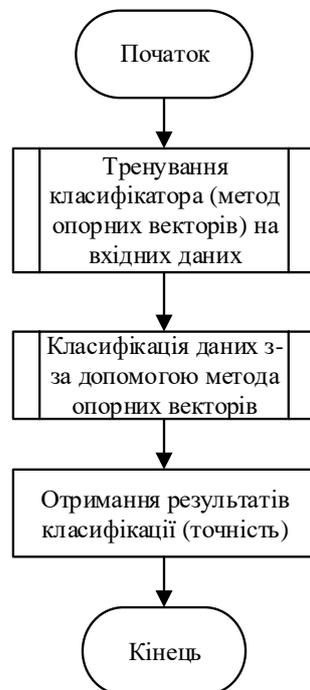 Початок
Тренування
класифікатора (метод
опорних векторів) на
вхідних даних
Класифікація даних з-
за допомогою метода
опорних векторів
Отримання результатів
класифікації (точність)
Кінець